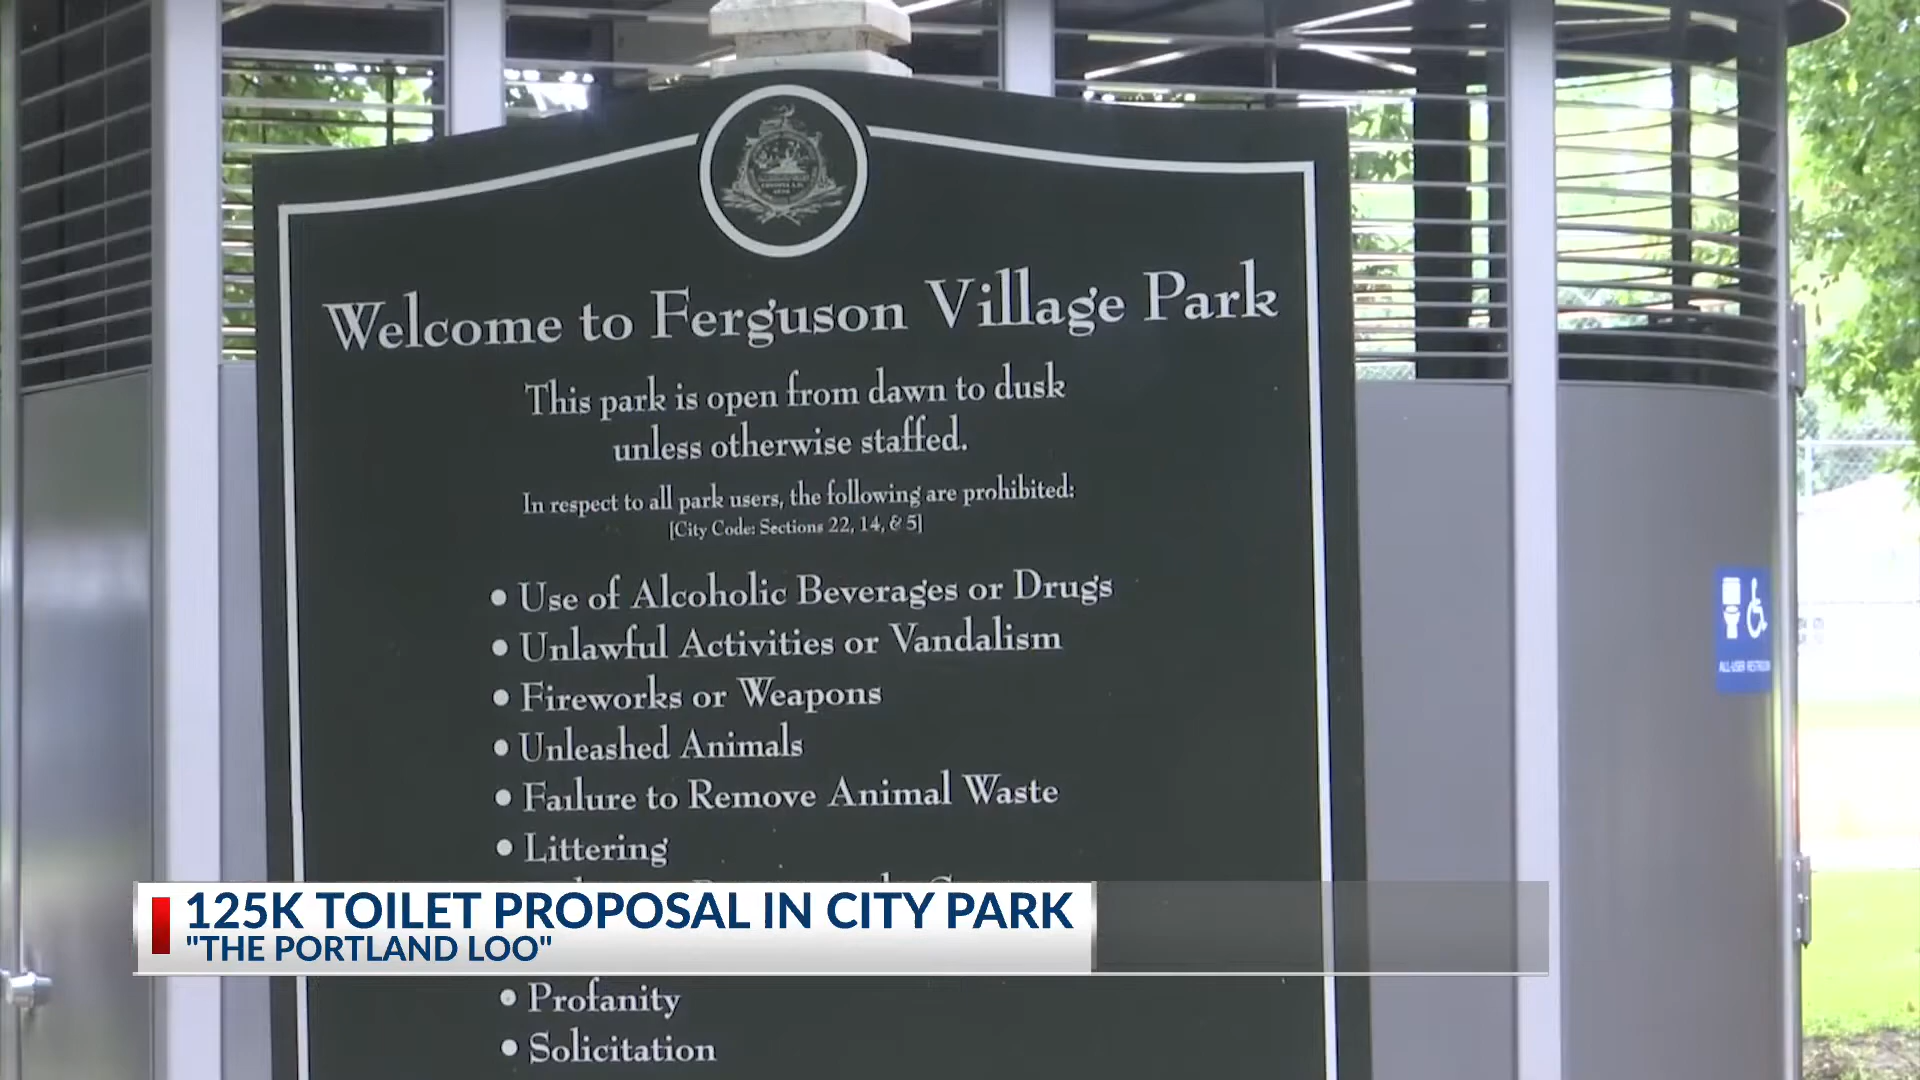 Welcome to Ferguson Village Park
This park is open from dawn to dusk
unless otherwise staffed.
In respect to all park users, the following are prohibited:
[City Code: Sections 22, 14, & 5]
• Use of Alcoholic Beverages or Drugs
• Unlawful Activities or Vandalism
• Fireworks or Weapons
• Unleashed Animals
• Failure to Remove Animal Waste
• Littering
ALL-USER RESTROOM
125K TOILET PROPOSAL IN CITY PARK
"THE PORTLAND LOO"
• Profanity
• Solicitation